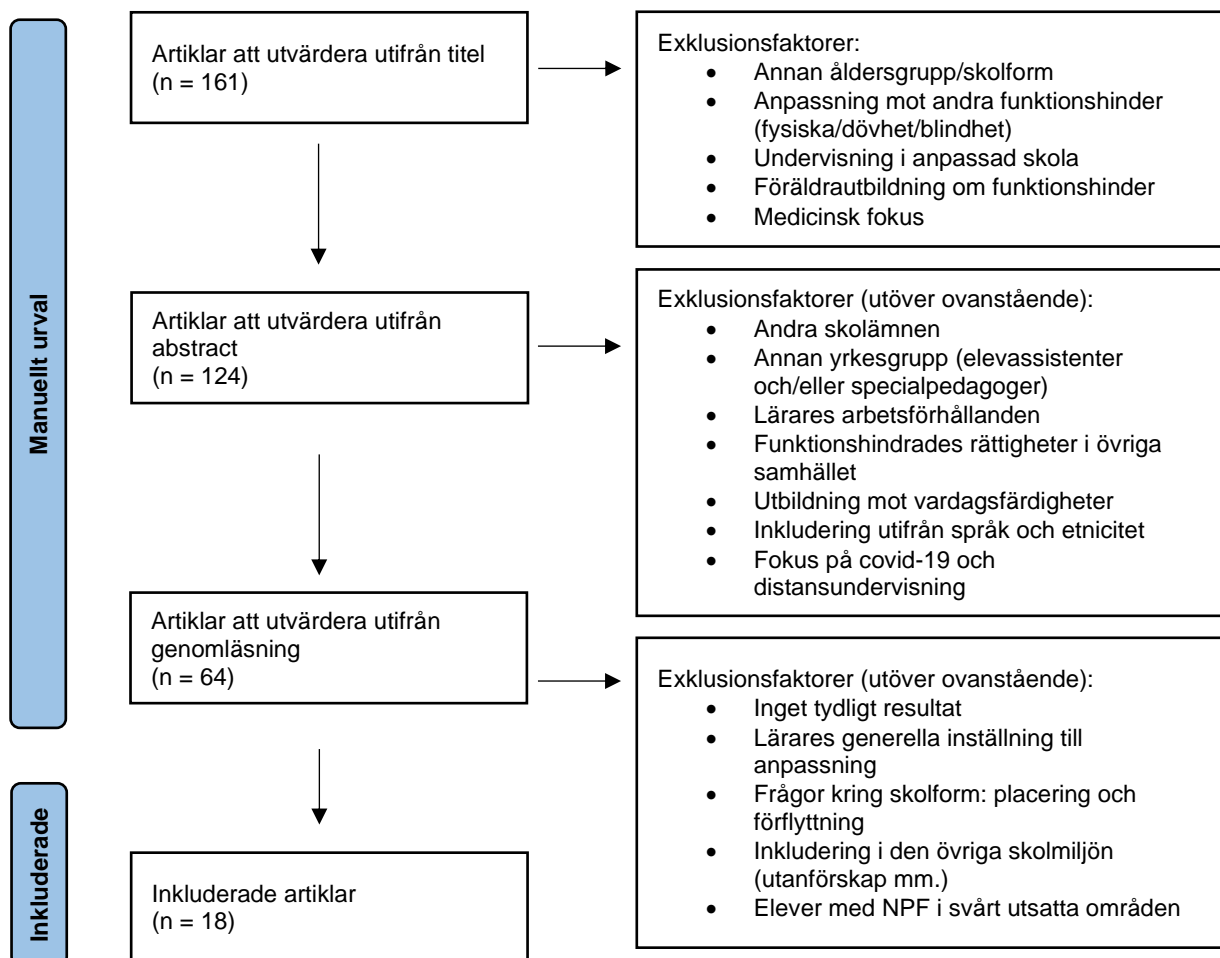 Manuellt urval
Artiklar att utvärdera utifrån titel
(n = 161)
Exklusionsfaktorer:
• Annan åldersgrupp/skolform
• Anpassning mot andra funktionshinder
(fysiska/dövhet/blindhet)
• Undervisning i anpassad skola
• Föräldrautbildning om funktionshinder
• Medicinsk fokus
Artiklar att utvärdera utifrån
abstract
(n = 124)
Exklusionsfaktorer (utöver ovanstående):
• Andra skolämnen
• Annan yrkesgrupp (elevassistenter
och/eller specialpedagoger)
• Lärares arbetsförhållanden
• Funktionshindrades rättigheter i övriga
samhället
• Utbildning mot vardagsfärdigheter
• Inkludering utifrån språk och etnicitet
• Fokus på covid-19 och
distansundervisning
Artiklar att utvärdera utifrån
genomläsning
(n = 64)
Exklusionsfaktorer (utöver ovanstående):
• Inget tydligt resultat
• Lärares generella inställning till
anpassning
• Frågor kring skolform: placering och
förflyttning
• Inkludering i den övriga skolmiljön
(utanförskap mm.)
• Elever med NPF i svårt utsatta områden
Inkluderade
Inkluderade artiklar
(n = 18)